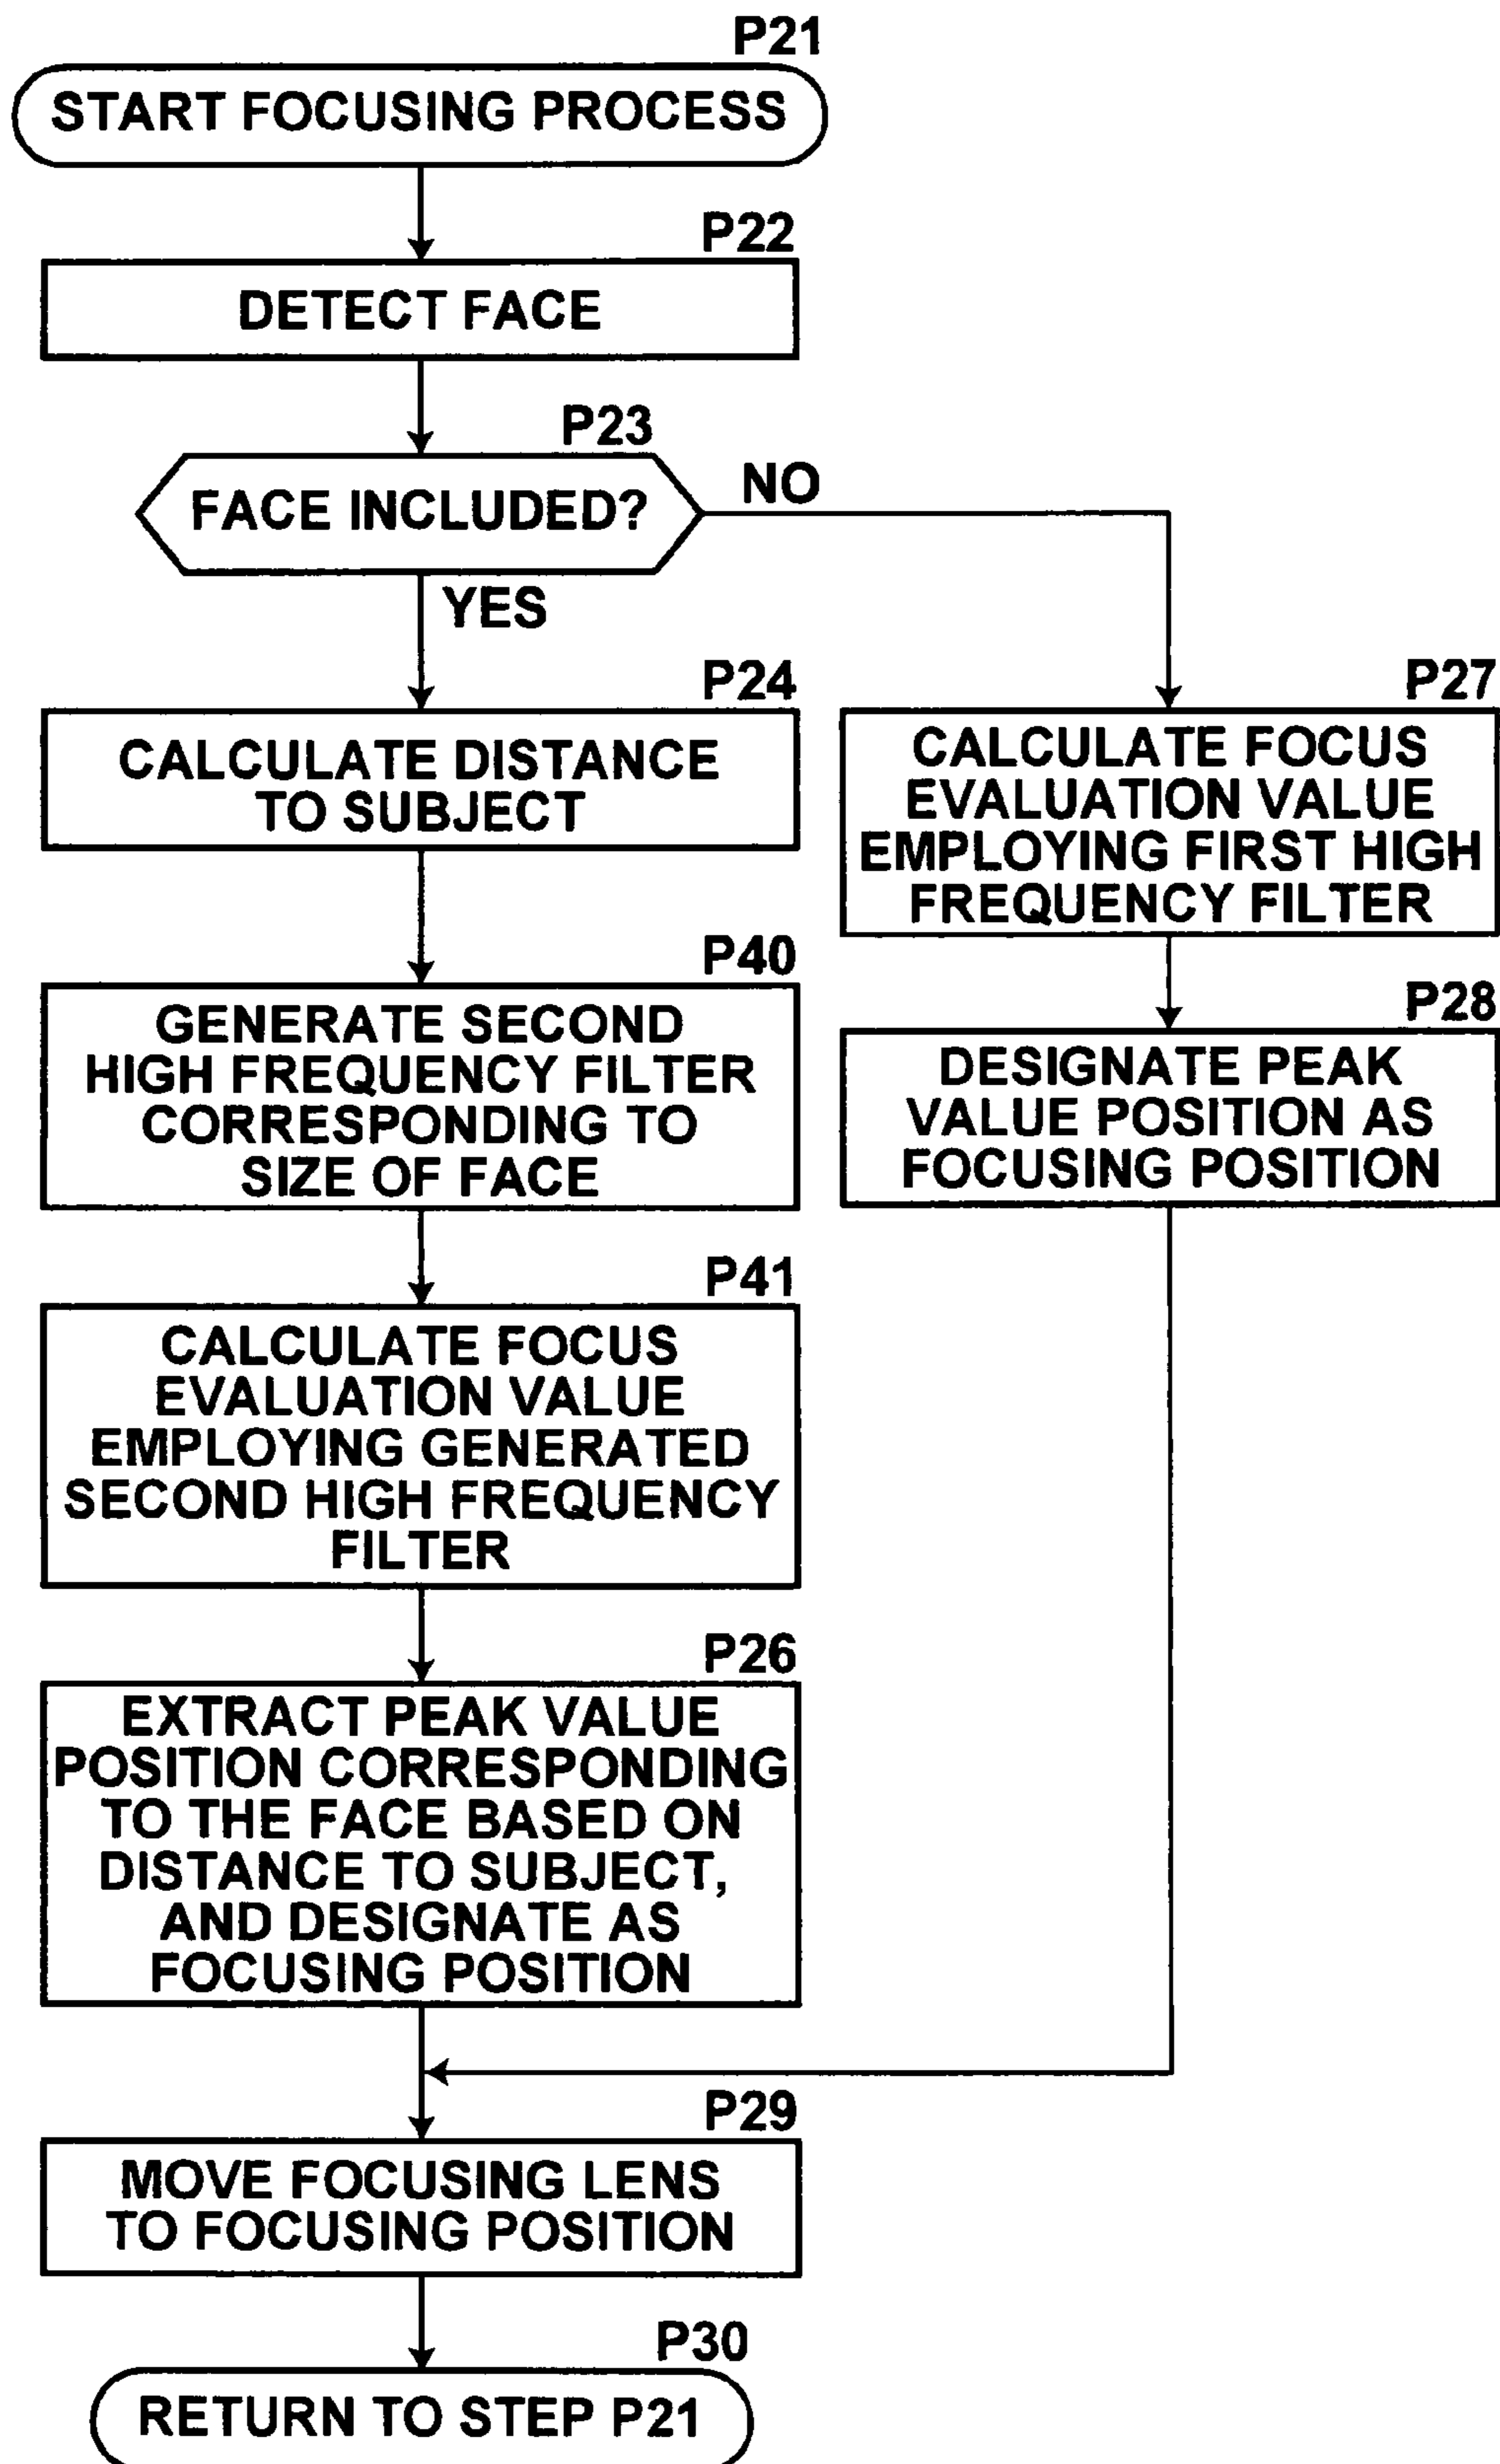 P21
START FOCUSING PROCESS
P22
DETECT FACE
P23
FACE INCLUDED?
NO
YES
P24
CALCULATE DISTANCE
TO SUBJECT
P40
GENERATE SECOND
HIGH FREQUENCY FILTER
CORRESPONDING TO
SIZE OF FACE
P41
CALCULATE FOCUS
EVALUATION VALUE
EMPLOYING GENERATED
SECOND HIGH FREQUENCY
FILTER
P26
EXTRACT PEAK VALUE
POSITION CORRESPONDING
TO THE FACE BASED ON
DISTANCE TO SUBJECT,
AND DESIGNATE AS
FOCUSING POSITION
P27
CALCULATE FOCUS
EVALUATION VALUE
EMPLOYING FIRST HIGH
FREQUENCY FILTER
P28
DESIGNATE PEAK
VALUE POSITION AS
FOCUSING POSITION
P29
MOVE FOCUSING LENS
TO FOCUSING POSITION
P30
RETURN TO STEP P21